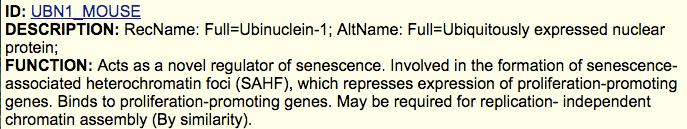 ID: UBN1_MOUSE
DESCRIPTION: RecName: Full=Ubinuclein-1; AltName: Full=Ubiquitously expressed nuclear
protein;
FUNCTION: Acts as a novel regulator of senescence. Involved in the formation of senescence-
associated heterochromatin foci (SAHF), which represses expression of proliferation-promoting
genes. Binds to proliferation-promoting genes. May be required for replication- independent
chromatin assembly (By similarity).